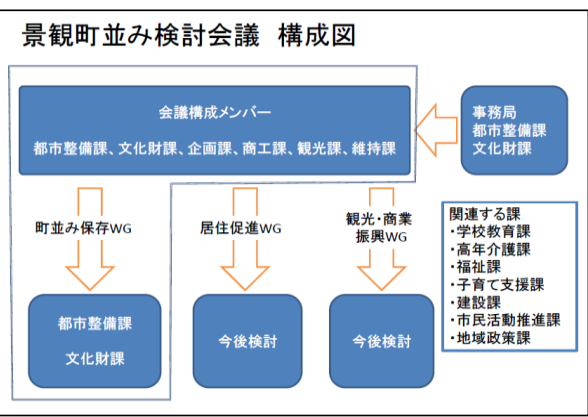 景観町並み検討会議 構成図
会議構成メンバー
都市整備課、文化財課、企画課、商工課、観光課、維持課
事務局
都市整備課
文化財課
町並み保存WG
居住促進WG
観光・商業
振興WG
都市整備課
文化財課
今後検討
今後検討
関連する課
・学校教育課
・高年介護課
・福祉課
・子育て支援課
・建設課
・市民活動推進課
・地域政策課